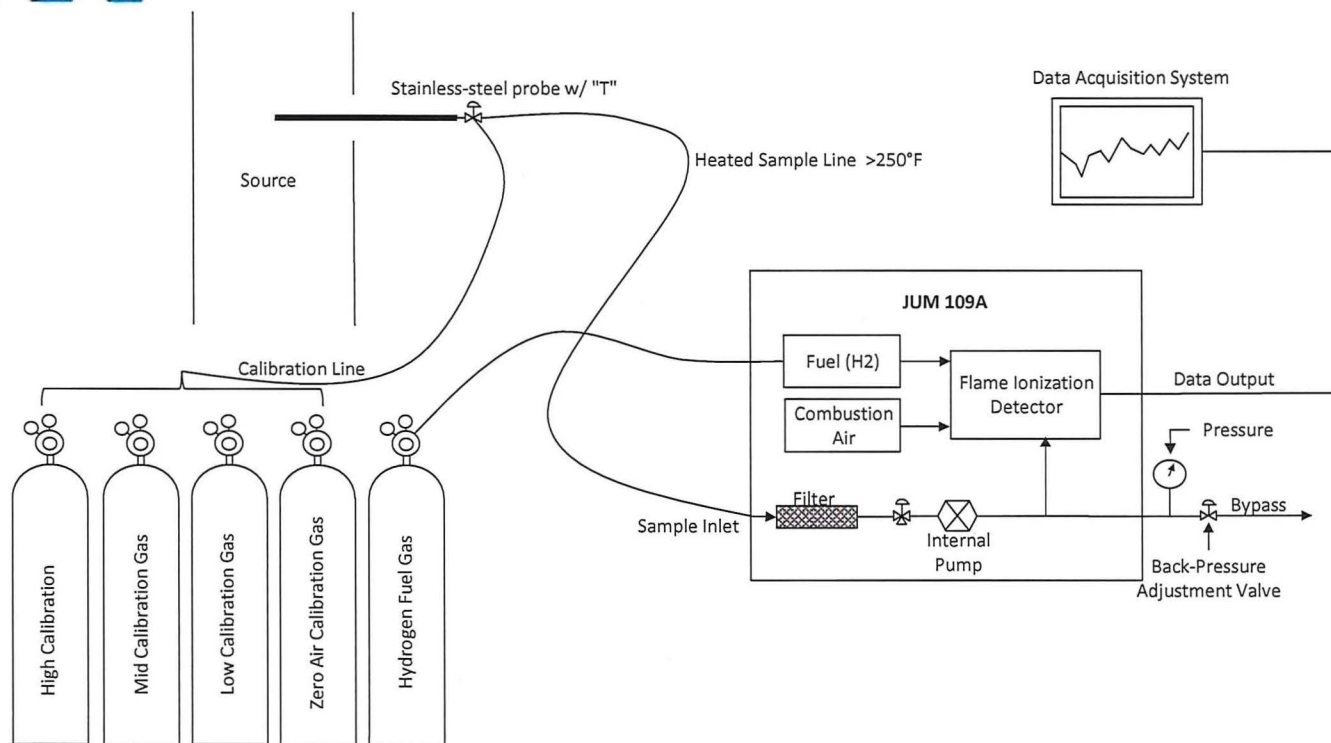 Stainless-steel probe w/ "T"
Data Acquisition System
Heated Sample Line >250°F
Source
JUM 109A
Calibration Line
Fuel (H2)
Flame Ionization
Detector
Data Output
Combustion
Air
Pressure
Filter
Sample Inlet
Bypass
Internal
Pump
Back-Pressure
Adjustment Valve
High Calibration
Mid Calibration Gas
Low Calibration Gas
Zero Air Calibration Gas
Hydrogen Fuel Gas